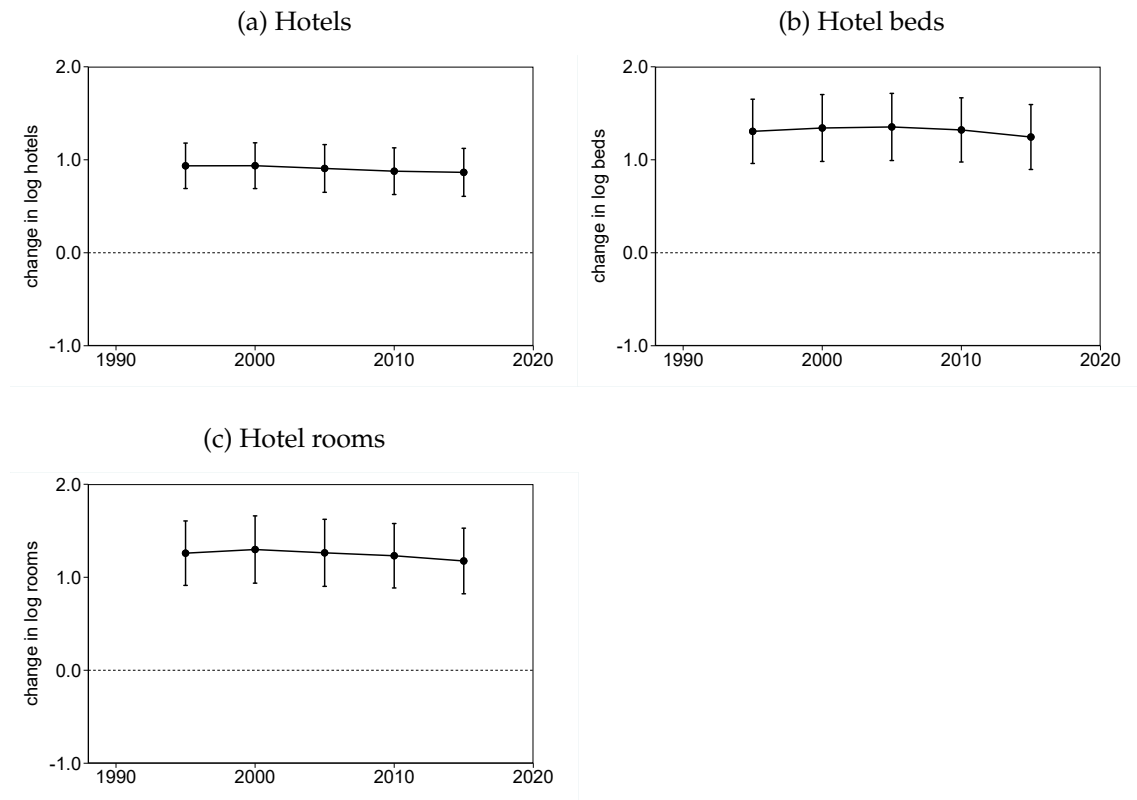 (a) Hotels
2.0
1.0
0.0
-1.0
change in log hotels
1990 2000 2010 2020
(b) Hotel beds
2.0
1.0
0.0
-1.0
change in log beds
1990 2000 2010 2020
(c) Hotel rooms
2.0
1.0
0.0
-1.0
change in log rooms
1990 2000 2010 2020